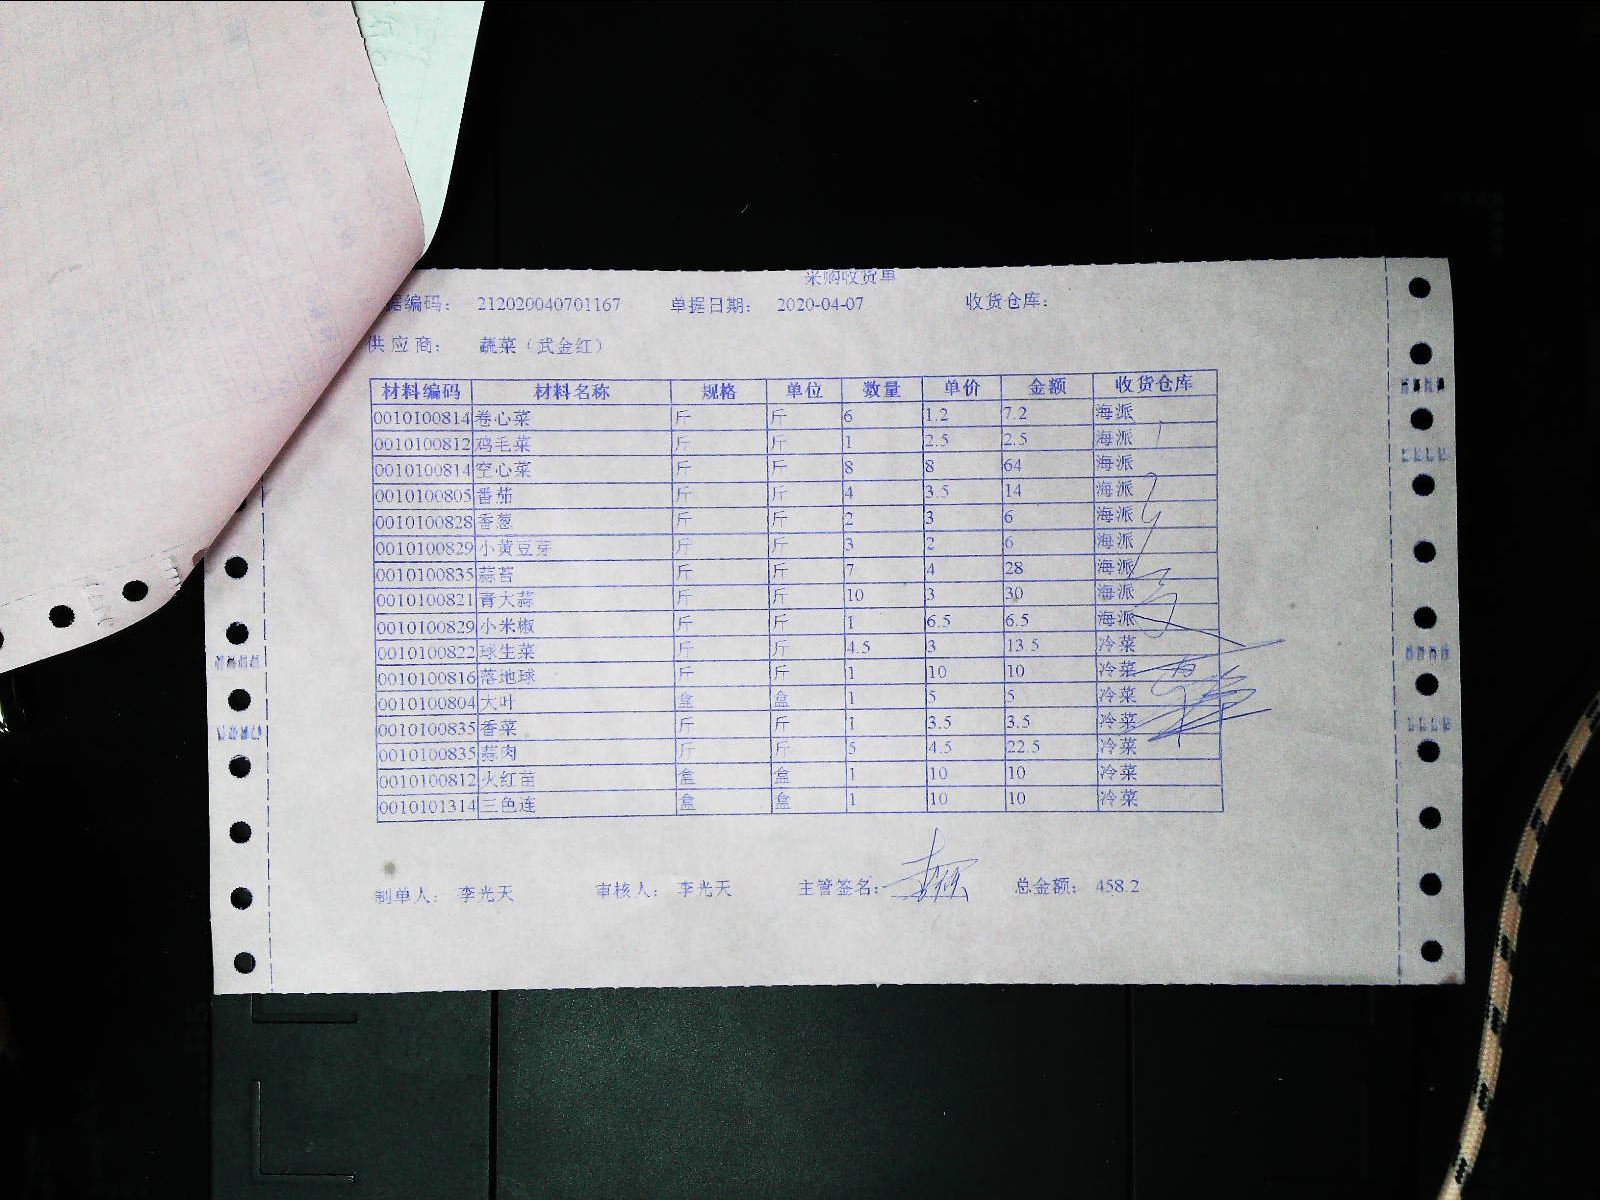 采购收货单
据编码： 212020040701167 单据日期： 2020-04-07 收货仓库：
供应商： 蔬菜（武金红）
材料编码 材料名称 规格 单位 数量 单价 金额 收货仓库
0010100814 卷心菜 斤 斤 6 1.2 7.2 海派
0010100812 鸡毛菜 斤 斤 1 2.5 2.5 海派
0010100814 空心菜 斤 斤 8 8 64 海派
0010100805 番茄 斤 斤 4 3.5 14 海派
0010100828 香葱 斤 斤 2 3 6 海派
0010100829 小黄豆芽 斤 斤 3 2 6 海派
0010100835 蒜苔 斤 斤 7 4 28 海派
0010100821 青大蒜 斤 斤 10 3 30 海派
0010100829 小米椒 斤 斤 1 6.5 6.5 海派
0010100822 球生菜 斤 斤 4.5 3 13.5 冷菜
0010100816 落地球 斤 斤 1 10 10 冷菜
0010100804 大叶 盒 盒 1 5 5 冷菜
0010100835 香菜 斤 斤 1 3.5 3.5 冷菜
0010100835 蒜肉 斤 斤 5 4.5 22.5 冷菜
0010100812 火红苗 盒 盒 1 10 10 冷菜
0010101314 三色连 盒 盒 1 10 10 冷菜
制单人： 李光天 审核人： 李光天 主管签名： 总金额： 458.2